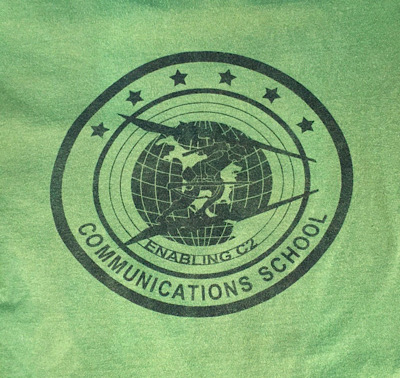 ENABLING C2
COMMUNICATIONS SCHOOL